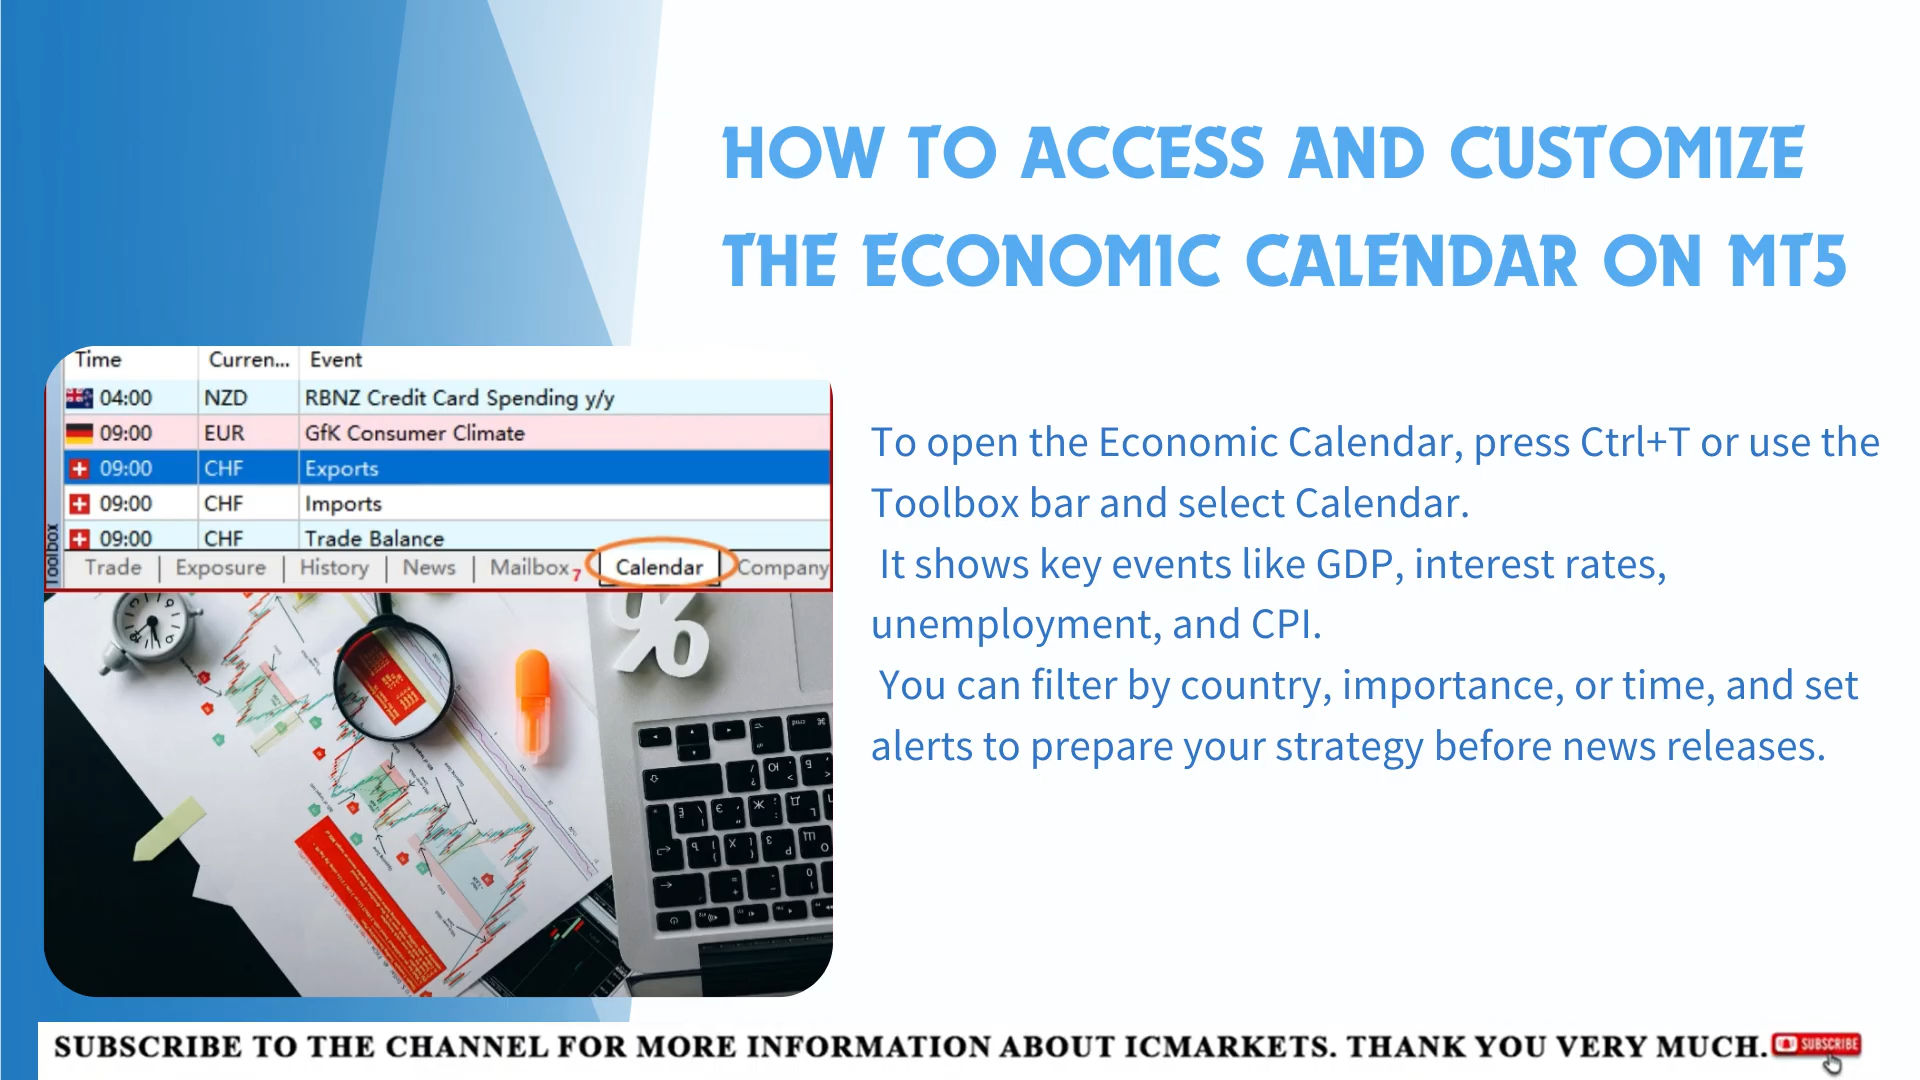 HOW TO ACCESS AND CUSTOMIZE
THE ECONOMIC CALENDAR ON MT5
Time Curren... Event
04:00 NZD RBNZ Credit Card Spending y/y
09:00 EUR GfK Consumer Climate
09:00 CHF Exports
09:00 CHF Imports
09:00 CHF Trade Balance
Toolbox
Trade | Exposure | History | News | Mailbox 7 | Calendar | Company
%
To open the Economic Calendar, press Ctrl+T or use the
Toolbox bar and select Calendar.
It shows key events like GDP, interest rates,
unemployment, and CPI.
You can filter by country, importance, or time, and set
alerts to prepare your strategy before news releases.
SUBSCRIBE TO THE CHANNEL FOR MORE INFORMATION ABOUT ICMARKETS. THANK YOU VERY MUCH. SUBSCRIBE